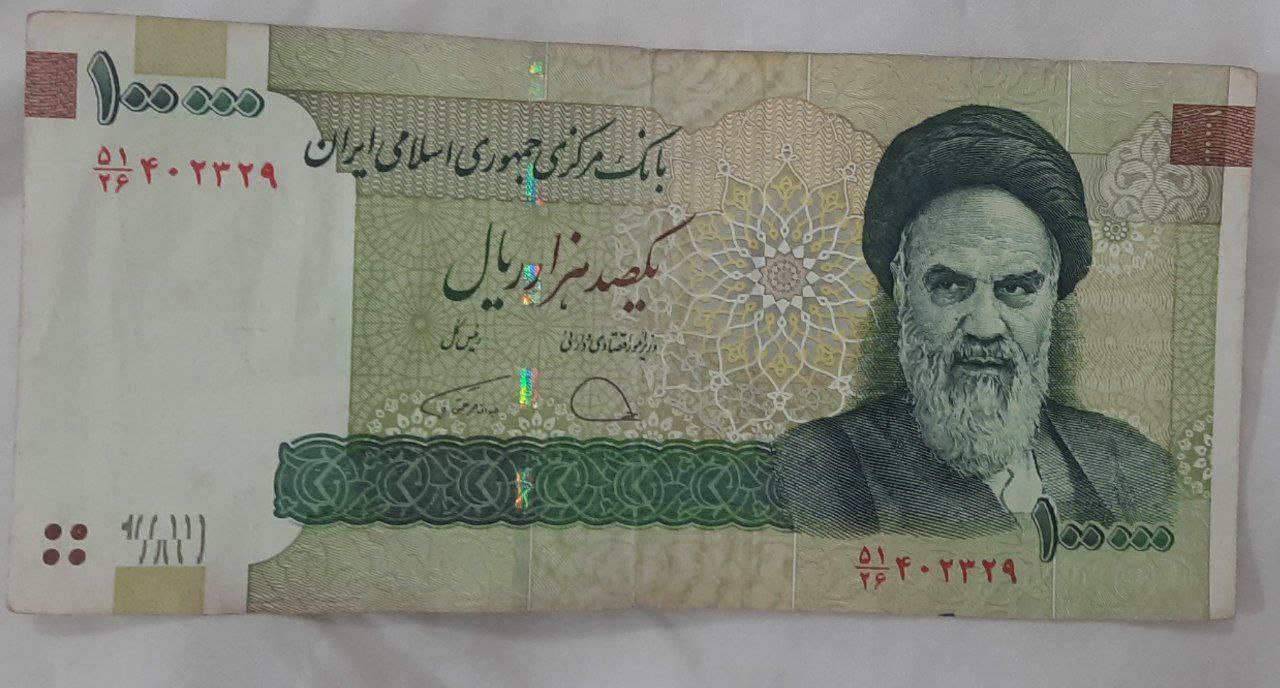 ۱۰۰۰۰۰
۵۱/۲۶ ۴۰۲۳۲۹
بانک مرکزی جمهوری اسلامی ایران
یکصد هزار ریال
وزیر امور اقتصادی و دارائی
رئیس کل
۱۰۰۰۰۰
۵۱/۲۶ ۴۰۲۳۲۹